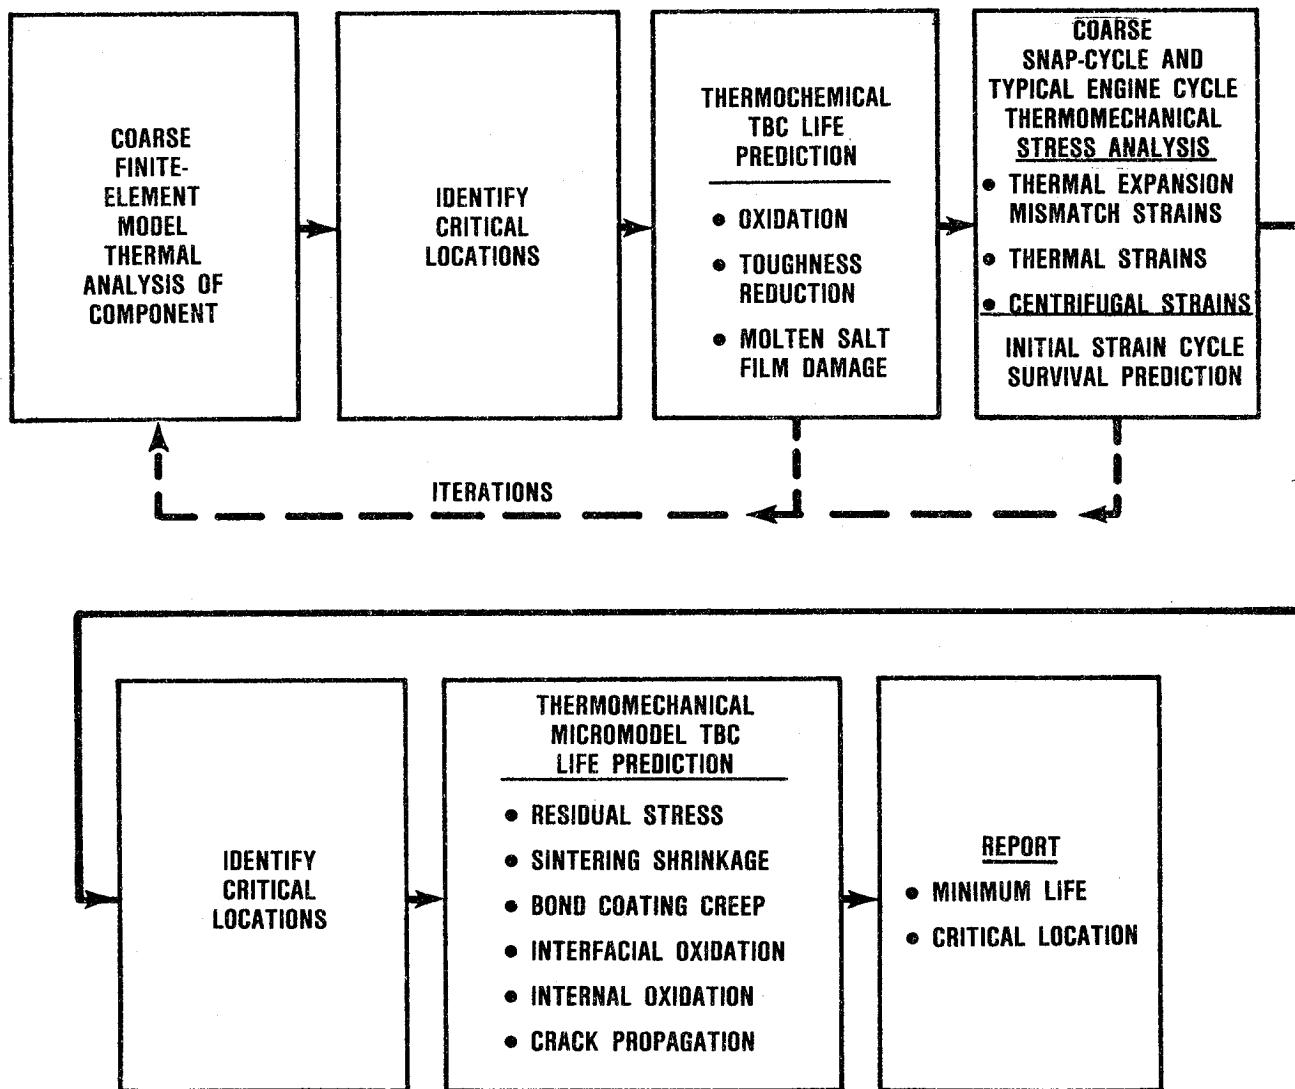 COARSE
FINITE-
ELEMENT
MODEL
THERMAL
ANALYSIS OF
COMPONENT
IDENTIFY
CRITICAL
LOCATIONS
THERMOCHEMICAL
TBC LIFE
PREDICTION
• OXIDATION
• TOUGHNESS
REDUCTION
• MOLTEN SALT
FILM DAMAGE
COARSE
SNAP-CYCLE AND
TYPICAL ENGINE CYCLE
THERMOMECHANICAL
STRESS ANALYSIS
• THERMAL EXPANSION
MISMATCH STRAINS
• THERMAL STRAINS
• CENTRIFUGAL STRAINS
INITIAL STRAIN CYCLE
SURVIVAL PREDICTION
ITERATIONS
IDENTIFY
CRITICAL
LOCATIONS
THERMOMECHANICAL
MICROMODEL TBC
LIFE PREDICTION
• RESIDUAL STRESS
• SINTERING SHRINKAGE
• BOND COATING CREEP
• INTERFACIAL OXIDATION
• INTERNAL OXIDATION
• CRACK PROPAGATION
REPORT
• MINIMUM LIFE
• CRITICAL LOCATION